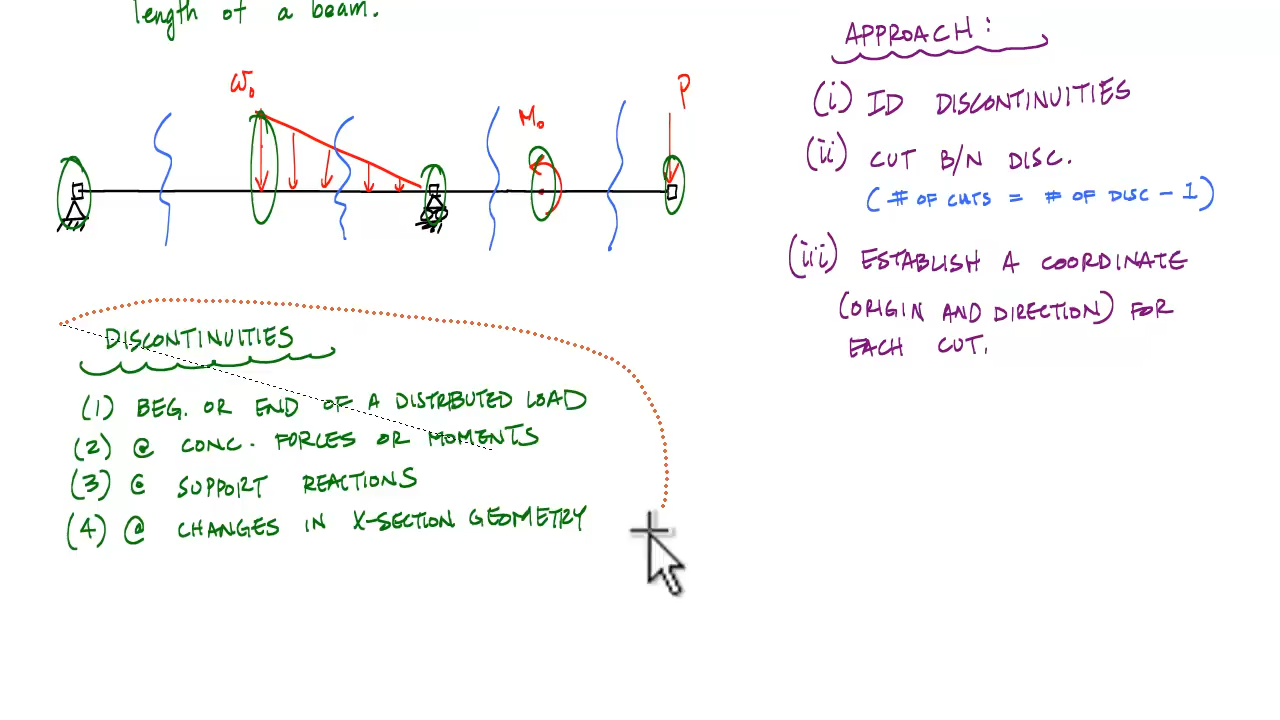 length of a beam.
W₀
M₀
P
DISCONTINUITIES
(1) BEG. OR END OF A DISTRIBUTED LOAD
(2) @ CONC. FORCES OR MOMENTS
(3) @ SUPPORT REACTIONS
(4) @ CHANGES IN X-SECTION GEOMETRY
APPROACH:
(i) ID DISCONTINUITIES
(ii) CUT B/N DISC.
(# OF CUTS = # OF DISC - 1)
(iii) ESTABLISH A COORDINATE
(ORIGIN AND DIRECTION) FOR
EACH CUT.